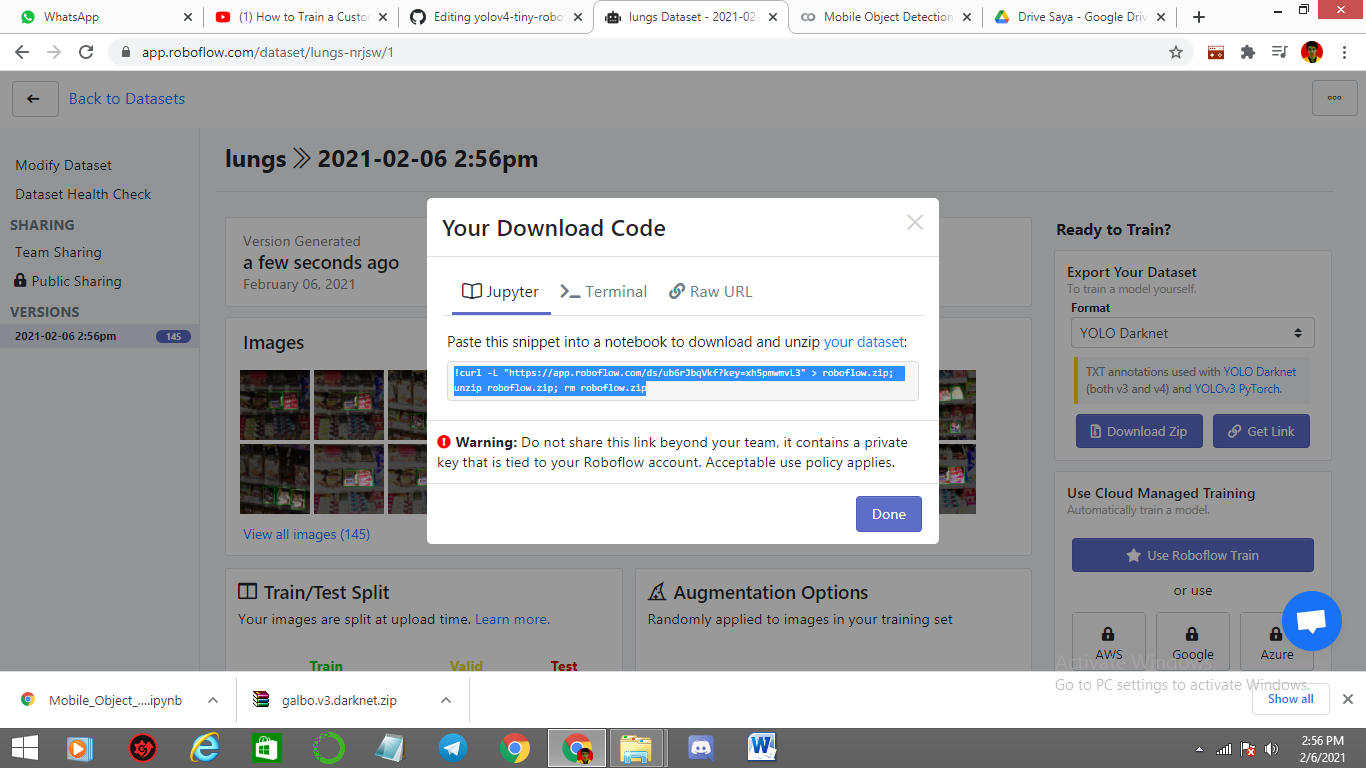 WhatsApp
(1) How to Train a Custo
Editing yolov4-tiny-robo
lungs Dataset - 2021-02-
Mobile Object Detection
Drive Saya - Google Driv
app.roboflow.com/dataset/lungs-nrjsw/1
Back to Datasets
Modify Dataset
Dataset Health Check
SHARING
Team Sharing
Public Sharing
VERSIONS
2021-02-06 2:56pm 145
lungs 2021-02-06 2:56pm
Version Generated
a few seconds ago
February 06, 2021
Images
View all images (145)
Train/Test Split
Your images are split at upload time. Learn more.
Train Valid Test
Augmentation Options
Randomly applied to images in your training set
Your Download Code
Jupyter Terminal Raw URL
Paste this snippet into a notebook to download and unzip your dataset:
!curl -L "https://app.roboflow.com/ds/ub6rJbqVkf?key=xh5pmwmvL3" > roboflow.zip;
unzip roboflow.zip; rm roboflow.zip
Warning: Do not share this link beyond your team, it contains a private
key that is tied to your Roboflow account. Acceptable use policy applies.
Done
Ready to Train?
Export Your Dataset
To train a model yourself.
Format
YOLO Darknet
TXT annotations used with YOLO Darknet
(both v3 and v4) and YOLOv3 PyTorch.
Download Zip Get Link
Use Cloud Managed Training
Automatically train a model.
Use Roboflow Train
or use
AWS Google Azure
Activate Windows
Go to PC settings to activate Windows.
Mobile_Object_....ipynb
galbo.v3.darknet.zip
Show all
2:56 PM
2/6/2021